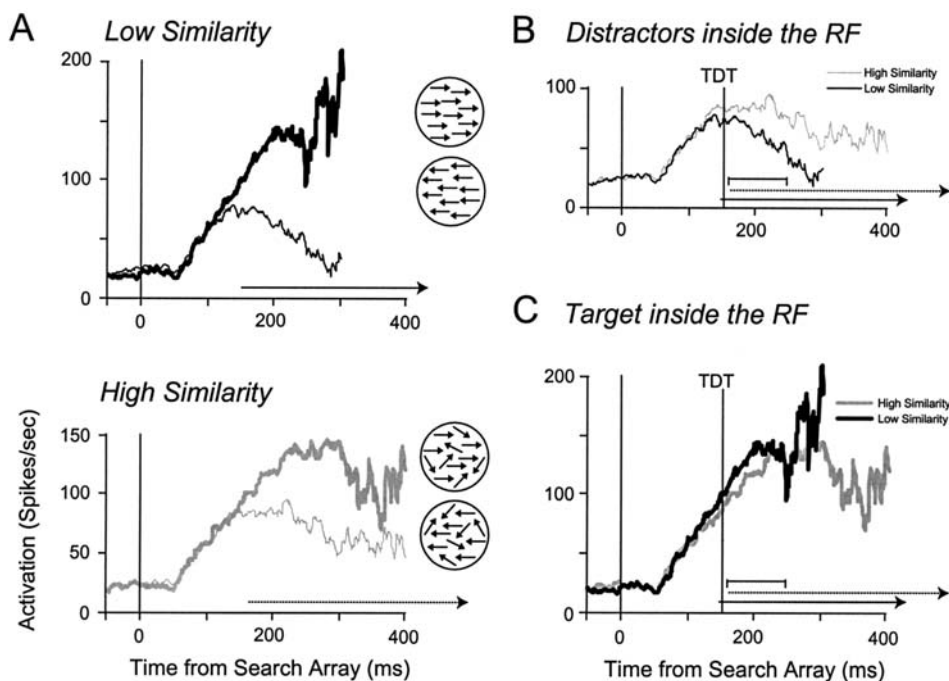 A
Low Similarity
200
100
0
0
200
400
High Similarity
150
100
50
0
0
200
400
Activation (Spikes/sec)
Time from Search Array (ms)
B
Distractors inside the RF
TDT
High Similarity
Low Similarity
100
0
0
200
400
C
Target inside the RF
TDT
High Similarity
Low Similarity
200
100
0
0
200
400
Time from Search Array (ms)